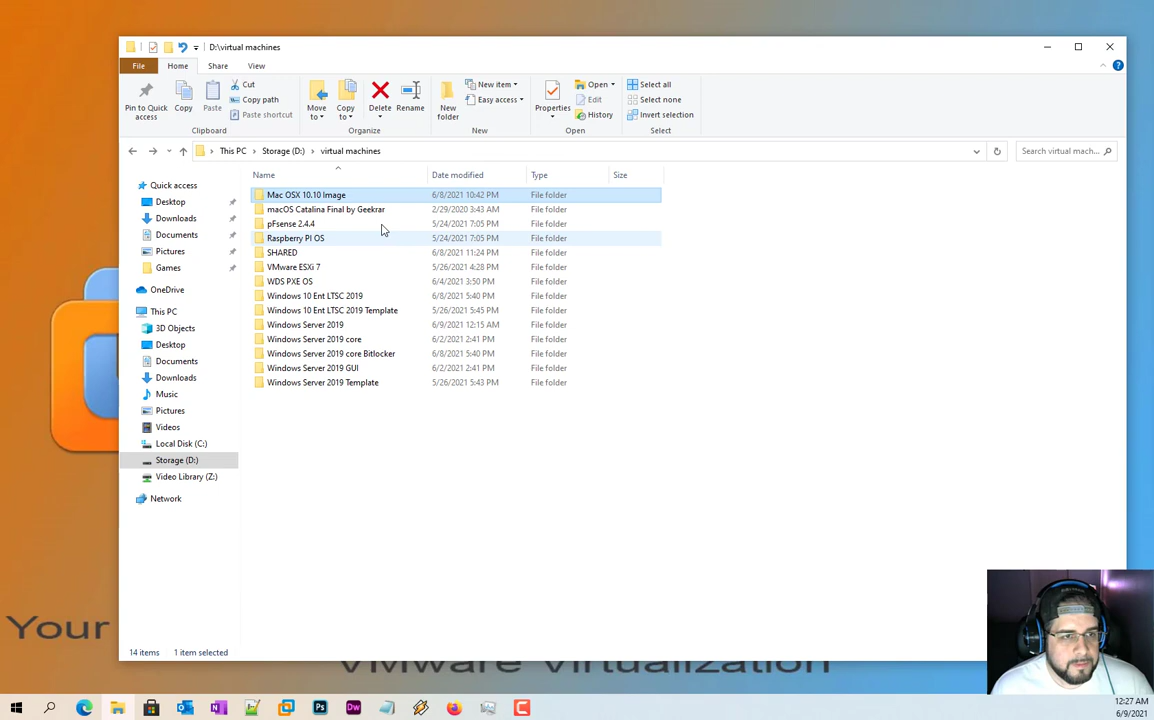 D:\virtual machines
File Home Share View
Pin to Quick access
Copy
Paste
Cut
Copy path
Paste shortcut
Clipboard
Move to
Copy to
Delete
Rename
Organize
New folder
New item
Easy access
New
Properties
Open
Edit
History
Open
Select all
Select none
Invert selection
Select
This PC > Storage (D:) > virtual machines
Search virtual mach...
Name Date modified Type Size
Quick access
Desktop
Downloads
Documents
Pictures
Games
OneDrive
This PC
3D Objects
Desktop
Documents
Downloads
Music
Pictures
Videos
Local Disk (C:)
Storage (D:)
Video Library (Z:)
Network
Mac OSX 10.10 Image 6/8/2021 10:42 PM File folder
macOS Catalina Final by Geekrar 2/29/2020 3:43 AM File folder
pFsense 2.4.4 5/24/2021 7:05 PM File folder
Raspberry PI OS 5/24/2021 7:05 PM File folder
SHARED 6/8/2021 11:24 PM File folder
VMware ESXi 7 5/26/2021 4:28 PM File folder
WDS PXE OS 6/4/2021 3:50 PM File folder
Windows 10 Ent LTSC 2019 6/8/2021 5:40 PM File folder
Windows 10 Ent LTSC 2019 Template 5/26/2021 5:45 PM File folder
Windows Server 2019 6/9/2021 12:15 AM File folder
Windows Server 2019 core 6/2/2021 2:41 PM File folder
Windows Server 2019 core Bitlocker 6/8/2021 5:40 PM File folder
Windows Server 2019 GUI 6/2/2021 2:41 PM File folder
Windows Server 2019 Template 5/26/2021 5:43 PM File folder
14 items 1 item selected
Your
VMware Virtualization
Ps
Dw
12:27 AM
6/9/2021